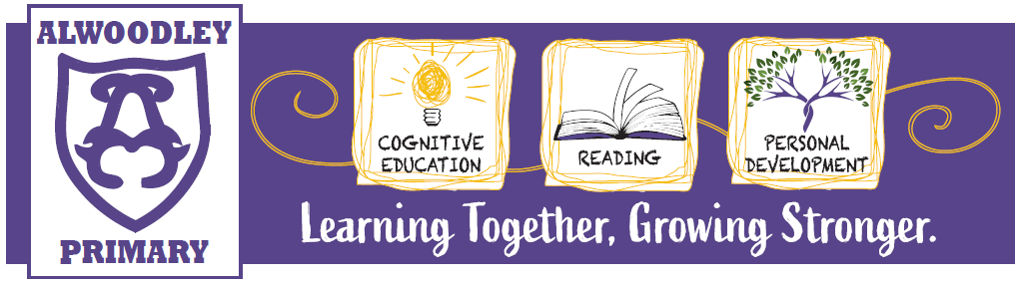 ALWOODLEY
PRIMARY
COGNITIVE
EDUCATION
READING
PERSONAL
DEVELOPMENT
Learning Together, Growing Stronger.